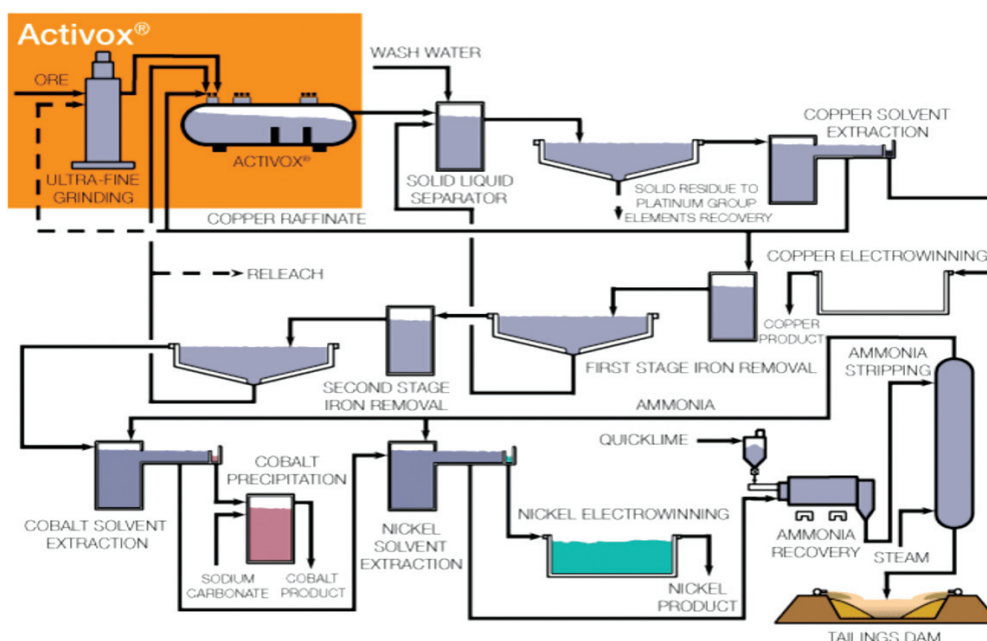 Activox®
ORE
ULTRA-FINE
GRINDING
ACTIVOX®
WASH WATER
SOLID LIQUID
SEPARATOR
SOLID RESIDUE TO
PLATINUM GROUP
ELEMENTS RECOVERY
COPPER SOLVENT
EXTRACTION
COPPER RAFFINATE
RELEACH
COPPER ELECTROWINNING
COPPER
PRODUCT
FIRST STAGE IRON REMOVAL
SECOND STAGE
IRON REMOVAL
AMMONIA
AMMONIA
STRIPPING
QUICKLIME
COBALT
PRECIPITATION
COBALT SOLVENT
EXTRACTION
SODIUM
CARBONATE
COBALT
PRODUCT
NICKEL
SOLVENT
EXTRACTION
NICKEL ELECTROWINNING
NICKEL
PRODUCT
AMMONIA
RECOVERY
STEAM
TAILINGS DAM